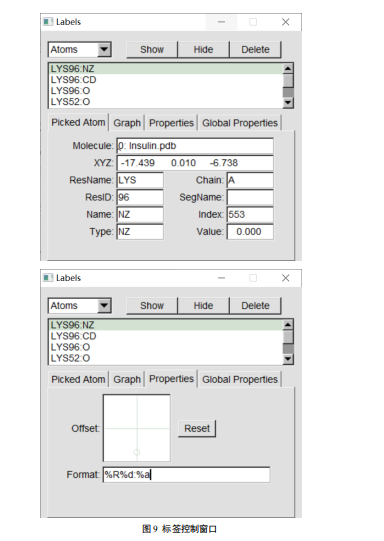 Labels
Atoms Show Hide Delete
LYS96:NZ
LYS96:CD
LYS96:O
LYS52:O
Picked Atom Graph Properties Global Properties
Molecule: 0: Insulin.pdb
XYZ: -17.439 0.010 -6.738
ResName: LYS Chain: A
ResID: 96 SegName:
Name: NZ Index: 553
Type: NZ Value: 0.000
Labels
Atoms Show Hide Delete
LYS96:NZ
LYS96:CD
LYS96:O
LYS52:O
Picked Atom Graph Properties Global Properties
Offset: Reset
Format: %R%d:%a
图 9 标签控制窗口